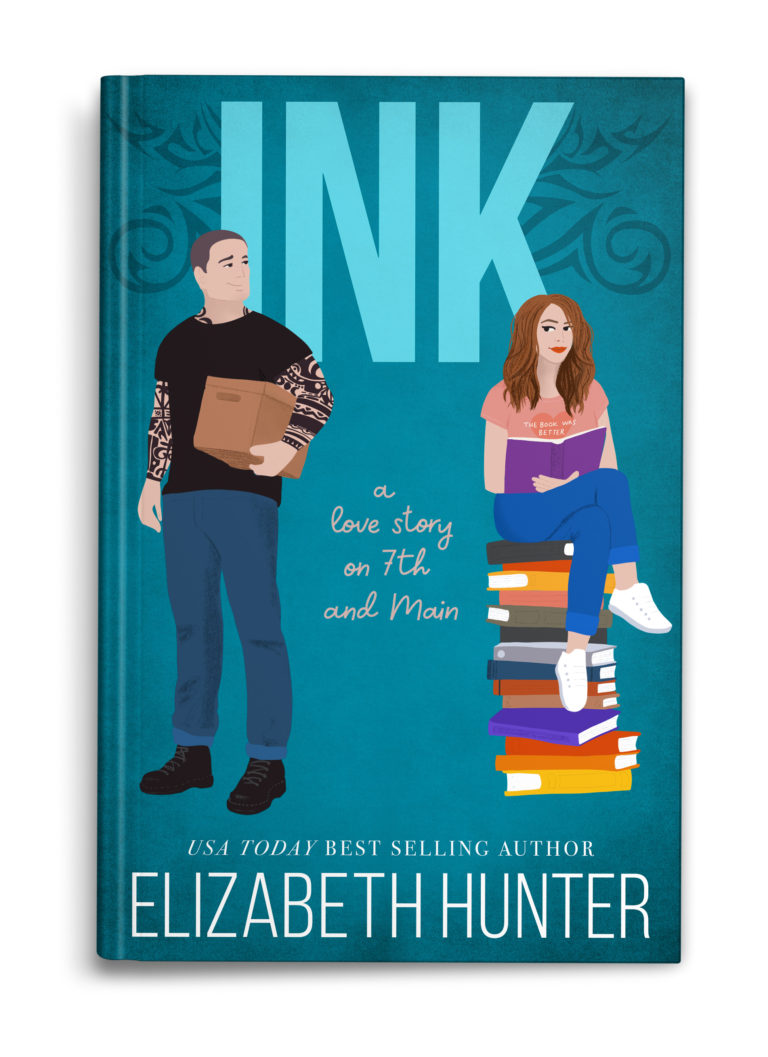 INK
THE BOOK WAS
BETTER
a
love story
on 7th
and Main
USA TODAY BEST SELLING AUTHOR
ELIZABETH HUNTER